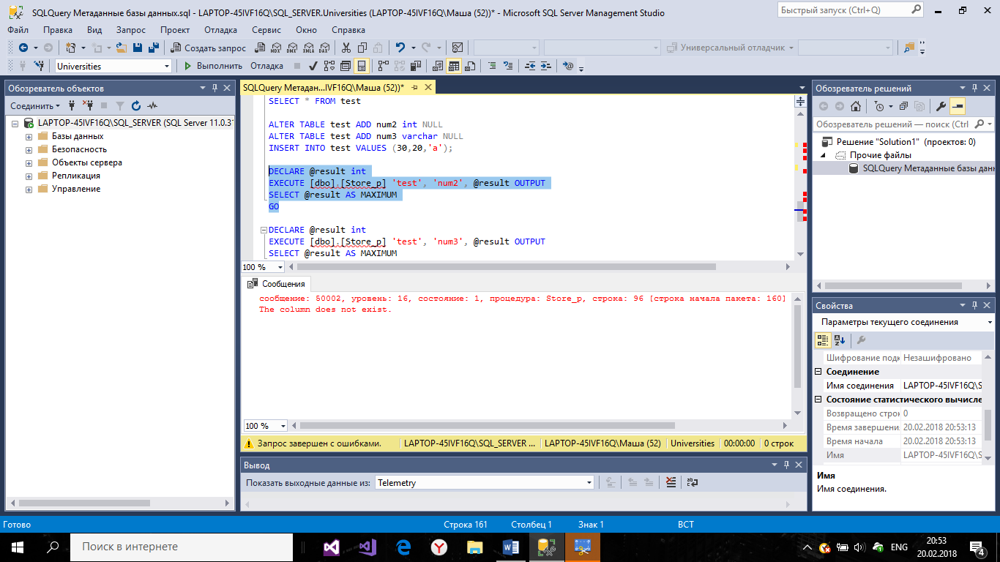 SQLQuery Метаданные базы данных.sql - LAPTOP-45IVF16Q\SQL_SERVER.Universities (LAPTOP-45IVF16Q\Маша (52))* - Microsoft SQL Server Management Studio
Быстрый запуск (Ctrl+Q)
Файл Правка Вид Запрос Проект Отладка Сервис Окно Справка
Создать запрос MDX DMX XMLA DAX Универсальный отладчик
Universities Выполнить Отладка
Обозреватель объектов
Соединить
LAPTOP-45IVF16Q\SQL_SERVER (SQL Server 11.0.31
Базы данных
Безопасность
Объекты сервера
Репликация
Управление
SQLQuery Метадан...IVF16Q\Маша (52))*
SELECT * FROM test
ALTER TABLE test ADD num2 int NULL
ALTER TABLE test ADD num3 varchar NULL
INSERT INTO test VALUES (30,20,'a');
DECLARE @result int
EXECUTE [dbo].[Store_p] 'test', 'num2', @result OUTPUT
SELECT @result AS MAXIMUM
GO
DECLARE @result int
EXECUTE [dbo].[Store_p] 'test', 'num3', @result OUTPUT
SELECT @result AS MAXIMUM
100 %
Сообщения
сообщение: 50002, уровень: 16, состояние: 1, процедура: Store_p, строка: 96 [строка начала пакета: 160]
The column does not exist.
100 %
Запрос завершен с ошибками. LAPTOP-45IVF16Q\SQL_SERVER ... LAPTOP-45IVF16Q\Маша (52) Universities 00:00:00 0 строк
Вывод
Показать выходные данные из: Telemetry
Обозреватель решений
Обозреватель решений — поиск (Ctrl
Решение "Solution1" (проектов: 0)
Прочие файлы
SQLQuery Метаданные базы данн
Свойства
Параметры текущего соединения
Шифрование подк Незашифровано
Соединение
Имя соединения LAPTOP-45IVF16Q\S
Состояние статистического вычисле
Возвращено строк 0
Время завершени 20.02.2018 20:53:13
Время начала 20.02.2018 20:53:13
Имя LAPTOP-45IVF16Q\S
Имя
Имя соединения.
Готово Строка 161 Столбец 1 Знак 1 ВСТ
Поиск в интернете
ENG
20:53
20.02.2018
4